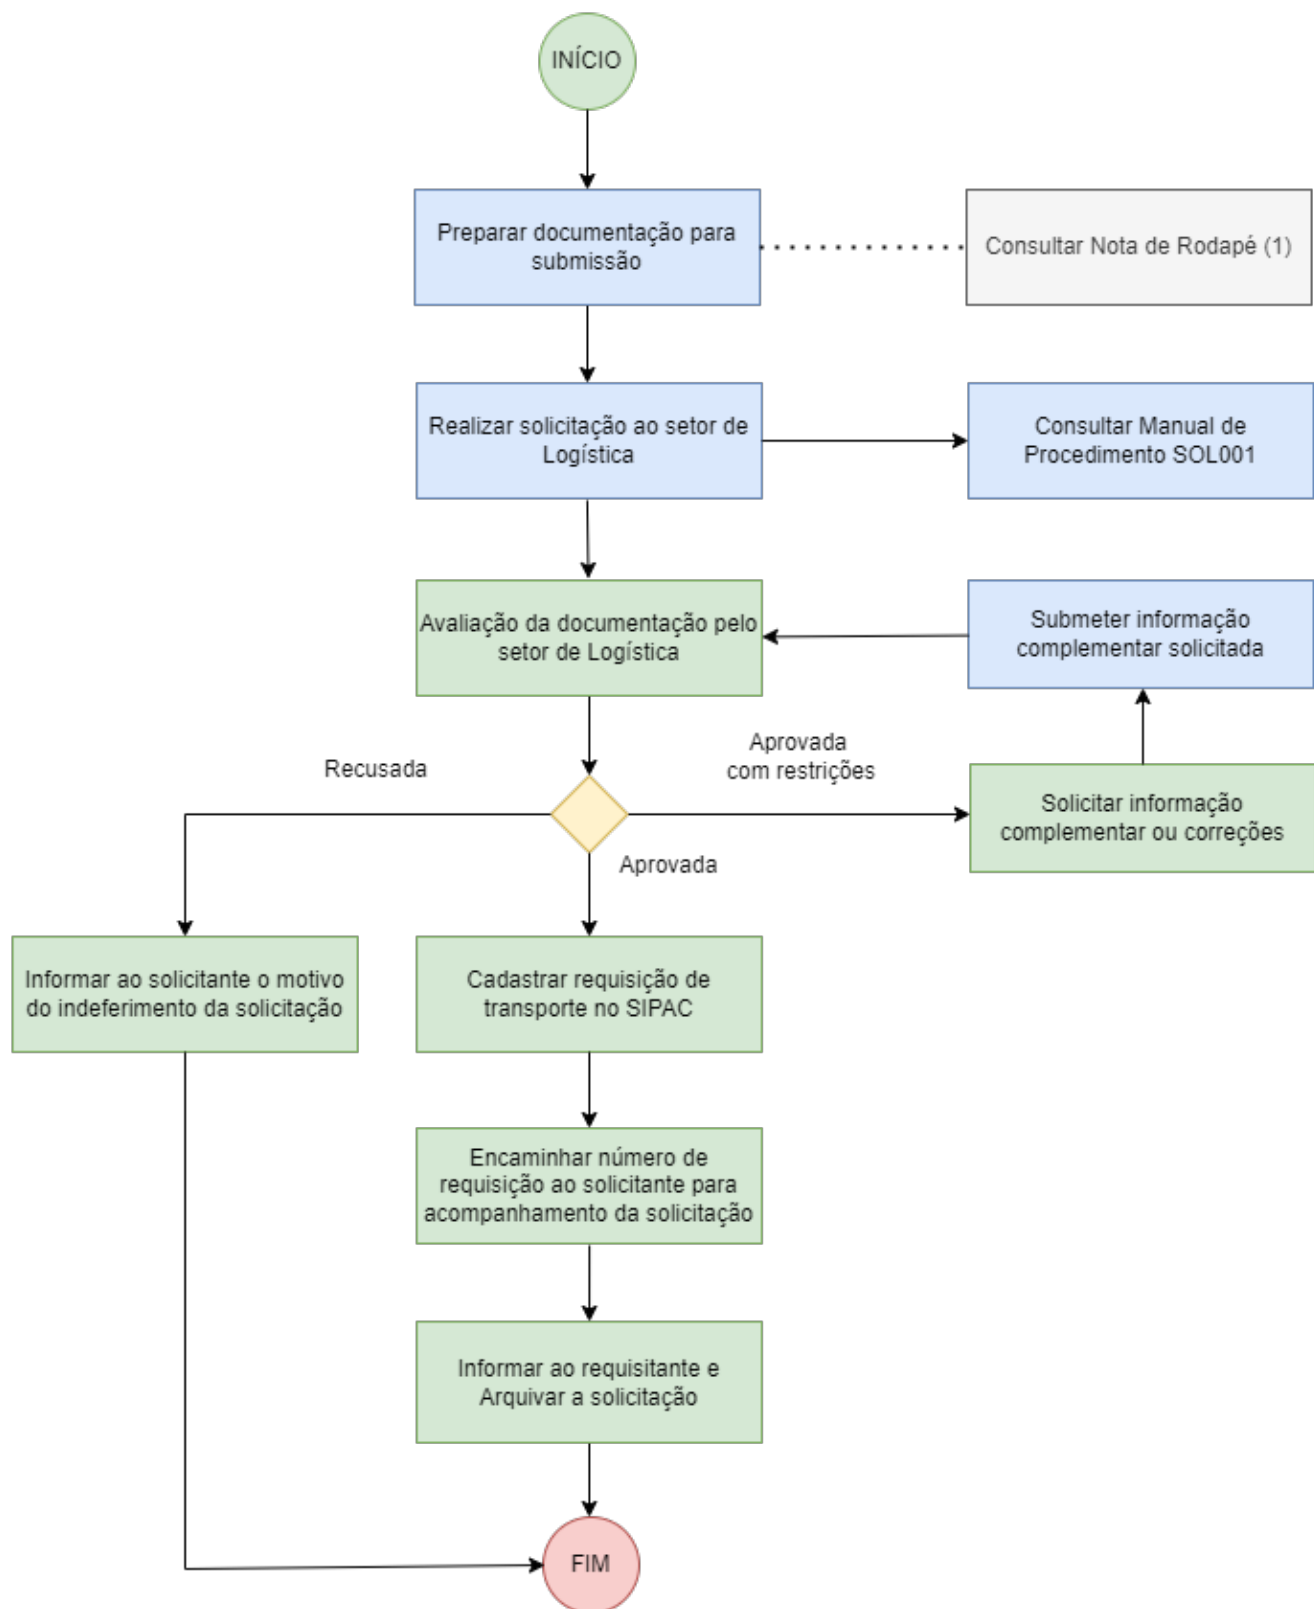 INÍCIO
Preparar documentação para
submissão
Consultar Nota de Rodapé (1)
Realizar solicitação ao setor de
Logística
Consultar Manual de
Procedimento SOL001
Avaliação da documentação pelo
setor de Logística
Submeter informação
complementar solicitada
Recusada
Aprovada
com restrições
Solicitar informação
complementar ou correções
Aprovada
Informar ao solicitante o motivo
do indeferimento da solicitação
Cadastrar requisição de
transporte no SIPAC
Encaminhar número de
requisição ao solicitante para
acompanhamento da solicitação
Informar ao requisitante e
Arquivar a solicitação
FIM